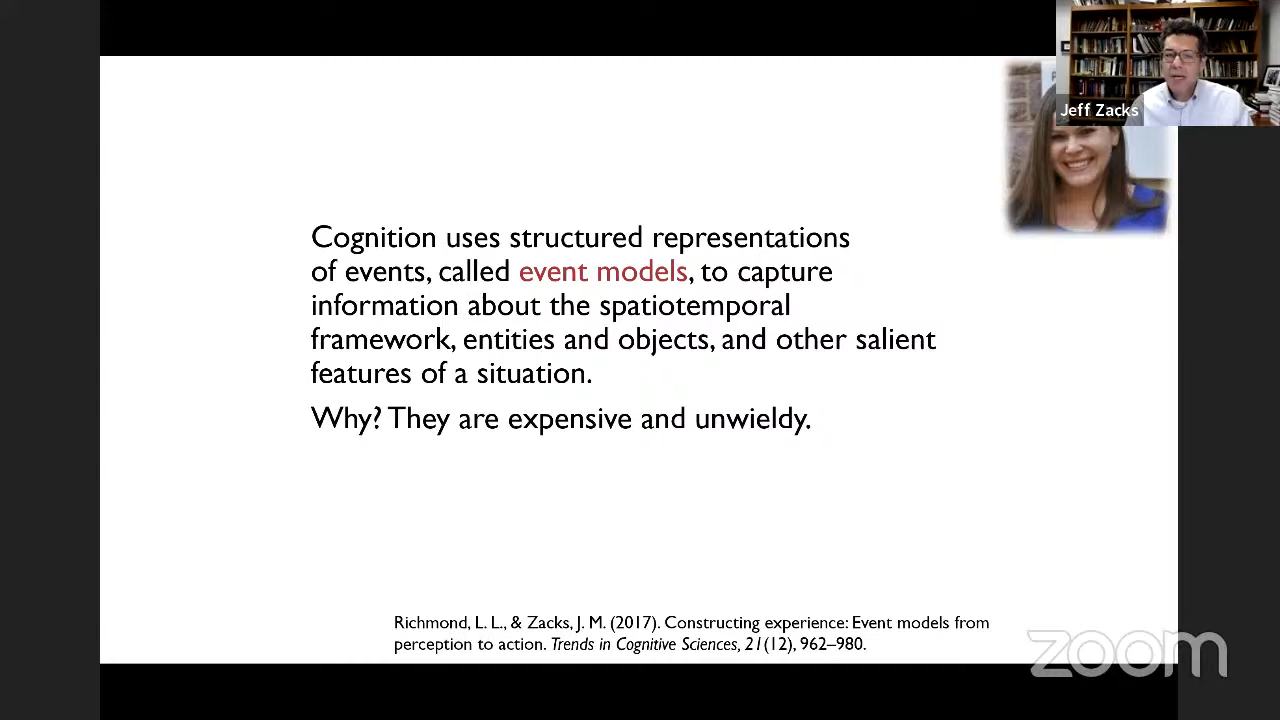 Jeff Zacks
Cognition uses structured representations
of events, called event models, to capture
information about the spatiotemporal
framework, entities and objects, and other salient
features of a situation.
Why? They are expensive and unwieldy.
Richmond, L. L., & Zacks, J. M. (2017). Constructing experience: Event models from
perception to action. Trends in Cognitive Sciences, 21(12), 962–980.
zoom